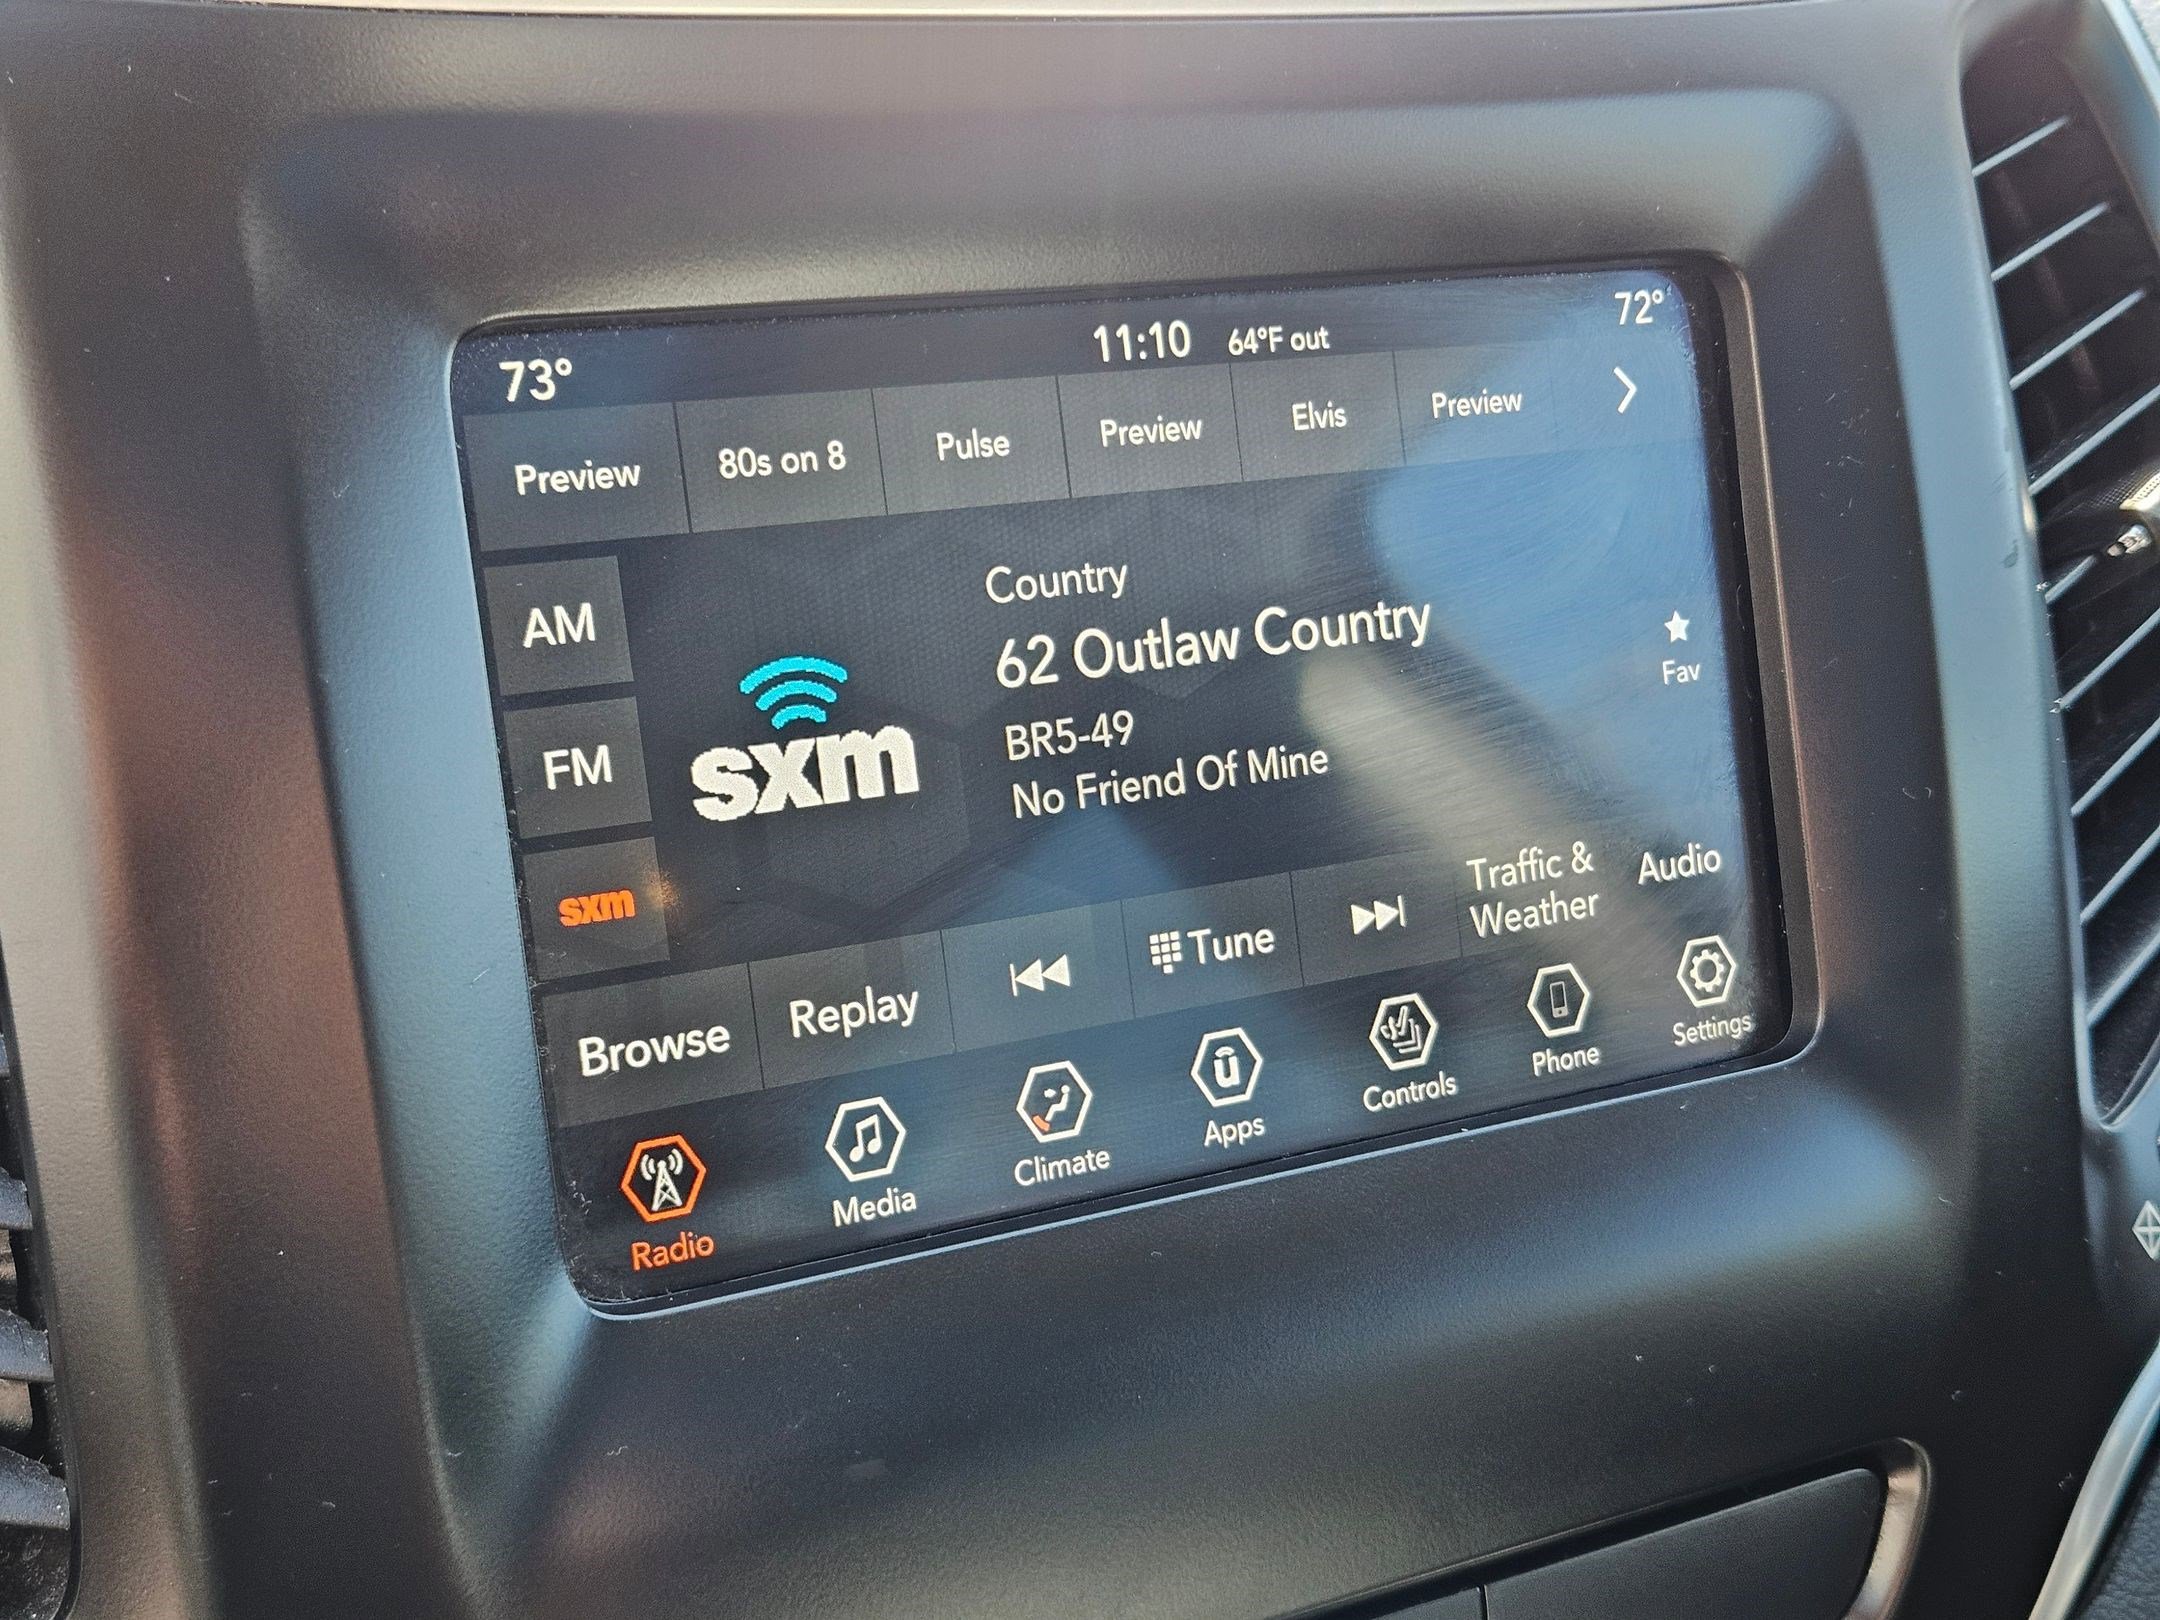 73°
11:10 64°F out
72°
Preview
80s on 8
Pulse
Preview
Elvis
Preview
AM
FM
sxm
sxm
Country
62 Outlaw Country
BR5-49
No Friend Of Mine
Fav
Browse
Replay
Tune
Traffic &
Weather
Audio
Radio
Media
Climate
Apps
Controls
Phone
Settings